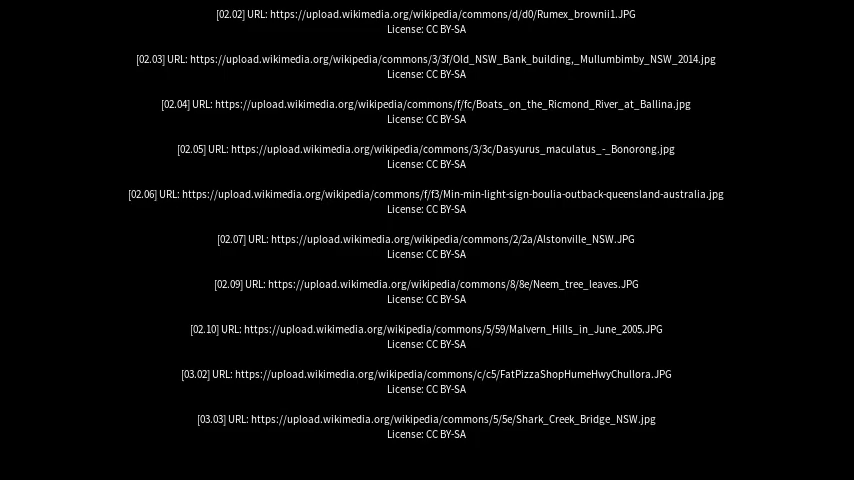 [02.02] URL: https://upload.wikimedia.org/wikipedia/commons/d/d0/Rumex_brownii1.JPG
License: CC BY-SA
[02.03] URL: https://upload.wikimedia.org/wikipedia/commons/3/3f/Old_NSW_Bank_building,_Mullumbimby_NSW_2014.jpg
License: CC BY-SA
[02.04] URL: https://upload.wikimedia.org/wikipedia/commons/f/fc/Boats_on_the_Ricmond_River_at_Ballina.jpg
License: CC BY-SA
[02.05] URL: https://upload.wikimedia.org/wikipedia/commons/3/3c/Dasyurus_maculatus_-_Bonorong.jpg
License: CC BY-SA
[02.06] URL: https://upload.wikimedia.org/wikipedia/commons/f/f3/Min-min-light-sign-boulia-outback-queensland-australia.jpg
License: CC BY-SA
[02.07] URL: https://upload.wikimedia.org/wikipedia/commons/2/2a/Alstonville_NSW.JPG
License: CC BY-SA
[02.09] URL: https://upload.wikimedia.org/wikipedia/commons/8/8e/Neem_tree_leaves.JPG
License: CC BY-SA
[02.10] URL: https://upload.wikimedia.org/wikipedia/commons/5/59/Malvern_Hills_in_June_2005.JPG
License: CC BY-SA
[03.02] URL: https://upload.wikimedia.org/wikipedia/commons/c/c5/FatPizzaShopHumeHwyChullora.JPG
License: CC BY-SA
[03.03] URL: https://upload.wikimedia.org/wikipedia/commons/5/5e/Shark_Creek_Bridge_NSW.jpg
License: CC BY-SA